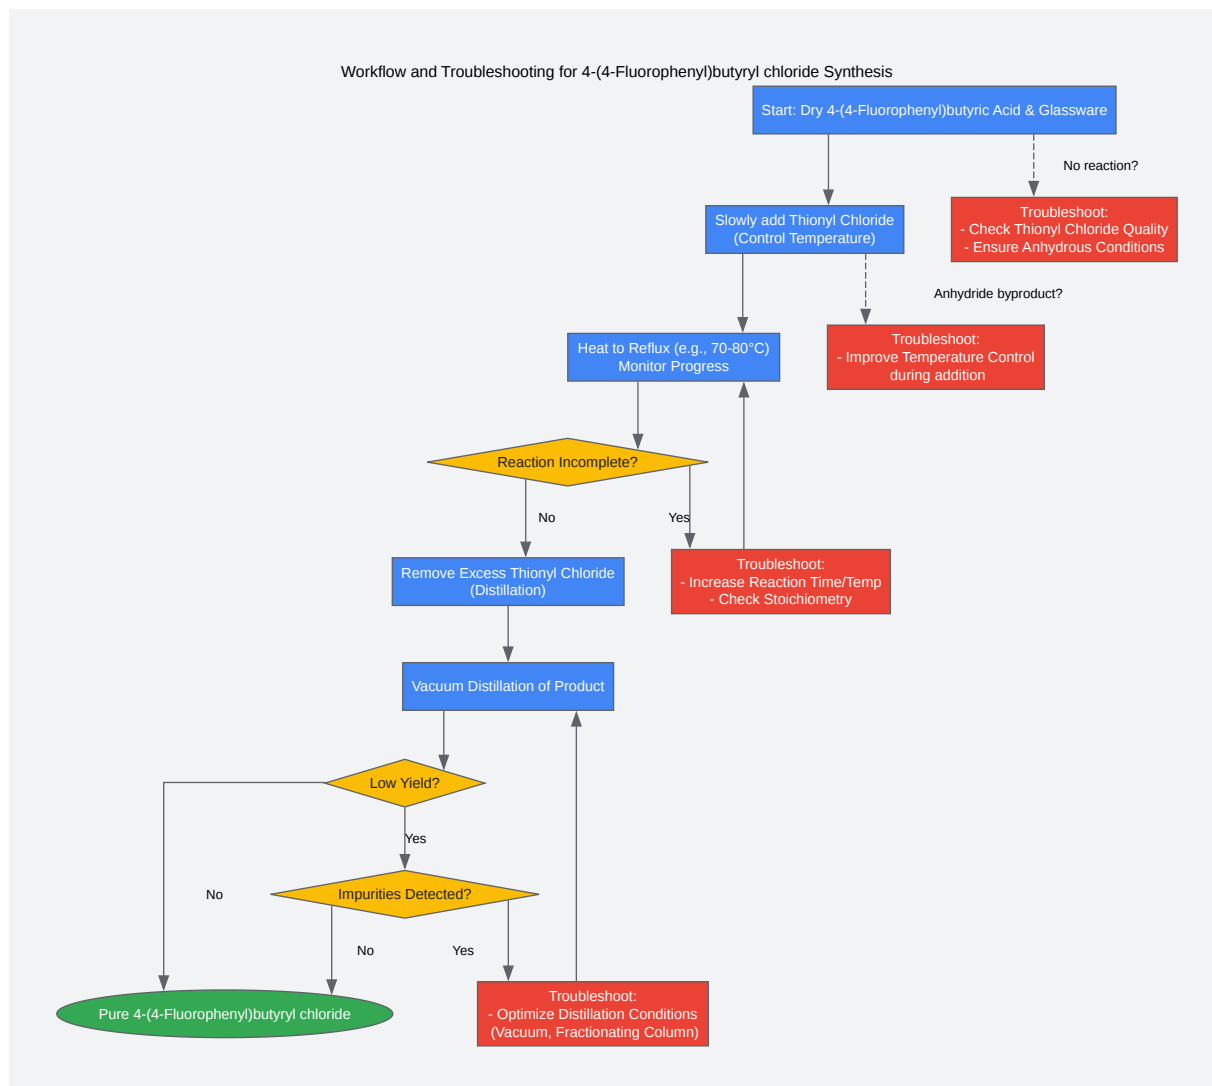 Workflow and Troubleshooting for 4-(4-Fluorophenyl)butyryl chloride Synthesis
Start: Dry 4-(4-Fluorophenyl)butyric Acid & Glassware
No reaction?
Slowly add Thionyl Chloride
(Control Temperature)
Troubleshoot:
- Check Thionyl Chloride Quality
- Ensure Anhydrous Conditions
Anhydride byproduct?
Heat to Reflux (e.g., 70-80°C)
Monitor Progress
Troubleshoot:
- Improve Temperature Control
during addition
Reaction Incomplete?
No
Yes
Remove Excess Thionyl Chloride
(Distillation)
Troubleshoot:
- Increase Reaction Time/Temp
- Check Stoichiometry
Vacuum Distillation of Product
Low Yield?
Yes
No
Impurities Detected?
No
Yes
Pure 4-(4-Fluorophenyl)butyryl chloride
Troubleshoot:
- Optimize Distillation Conditions
(Vacuum, Fractionating Column)